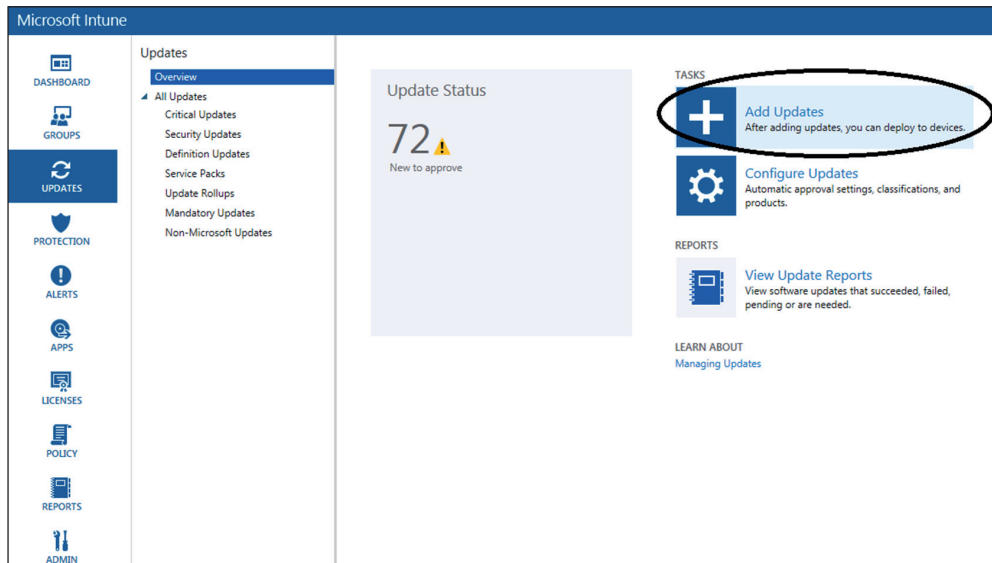 Microsoft Intune
DASHBOARD
GROUPS
UPDATES
PROTECTION
ALERTS
APPS
LICENSES
POLICY
REPORTS
ADMIN
Updates
Overview
All Updates
Critical Updates
Security Updates
Definition Updates
Service Packs
Update Rollups
Mandatory Updates
Non-Microsoft Updates
Update Status
72
New to approve
TASKS
Add Updates
After adding updates, you can deploy to devices.
Configure Updates
Automatic approval settings, classifications, and
products.
REPORTS
View Update Reports
View software updates that succeeded, failed,
pending or are needed.
LEARN ABOUT
Managing Updates